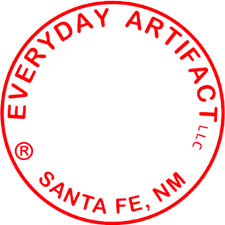 EVERYDAY ARTIFACT LLC
® SANTA FE, NM